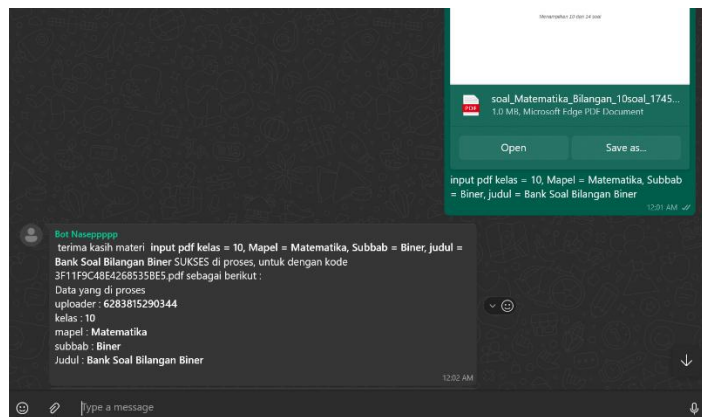 Menampilkan 10 dari 14 soal
soal_Matematika_Bilangan_10soal_1745...
PDF
1.0 MB, Microsoft Edge PDF Document
Open
Save as...
input pdf kelas = 10, Mapel = Matematika, Subbab
= Biner, judul = Bank Soal Bilangan Biner
12:01 AM
Bot Naseppppp
terima kasih materi input pdf kelas = 10, Mapel = Matematika, Subbab = Biner, judul =
Bank Soal Bilangan Biner SUKSES di proses, untuk dengan kode
3F11F9C48E4268535BE5.pdf sebagai berikut :
Data yang di proses
uploader : 6283815290344
kelas : 10
mapel : Matematika
subbab : Biner
Judul : Bank Soal Bilangan Biner
12:02 AM
Type a message